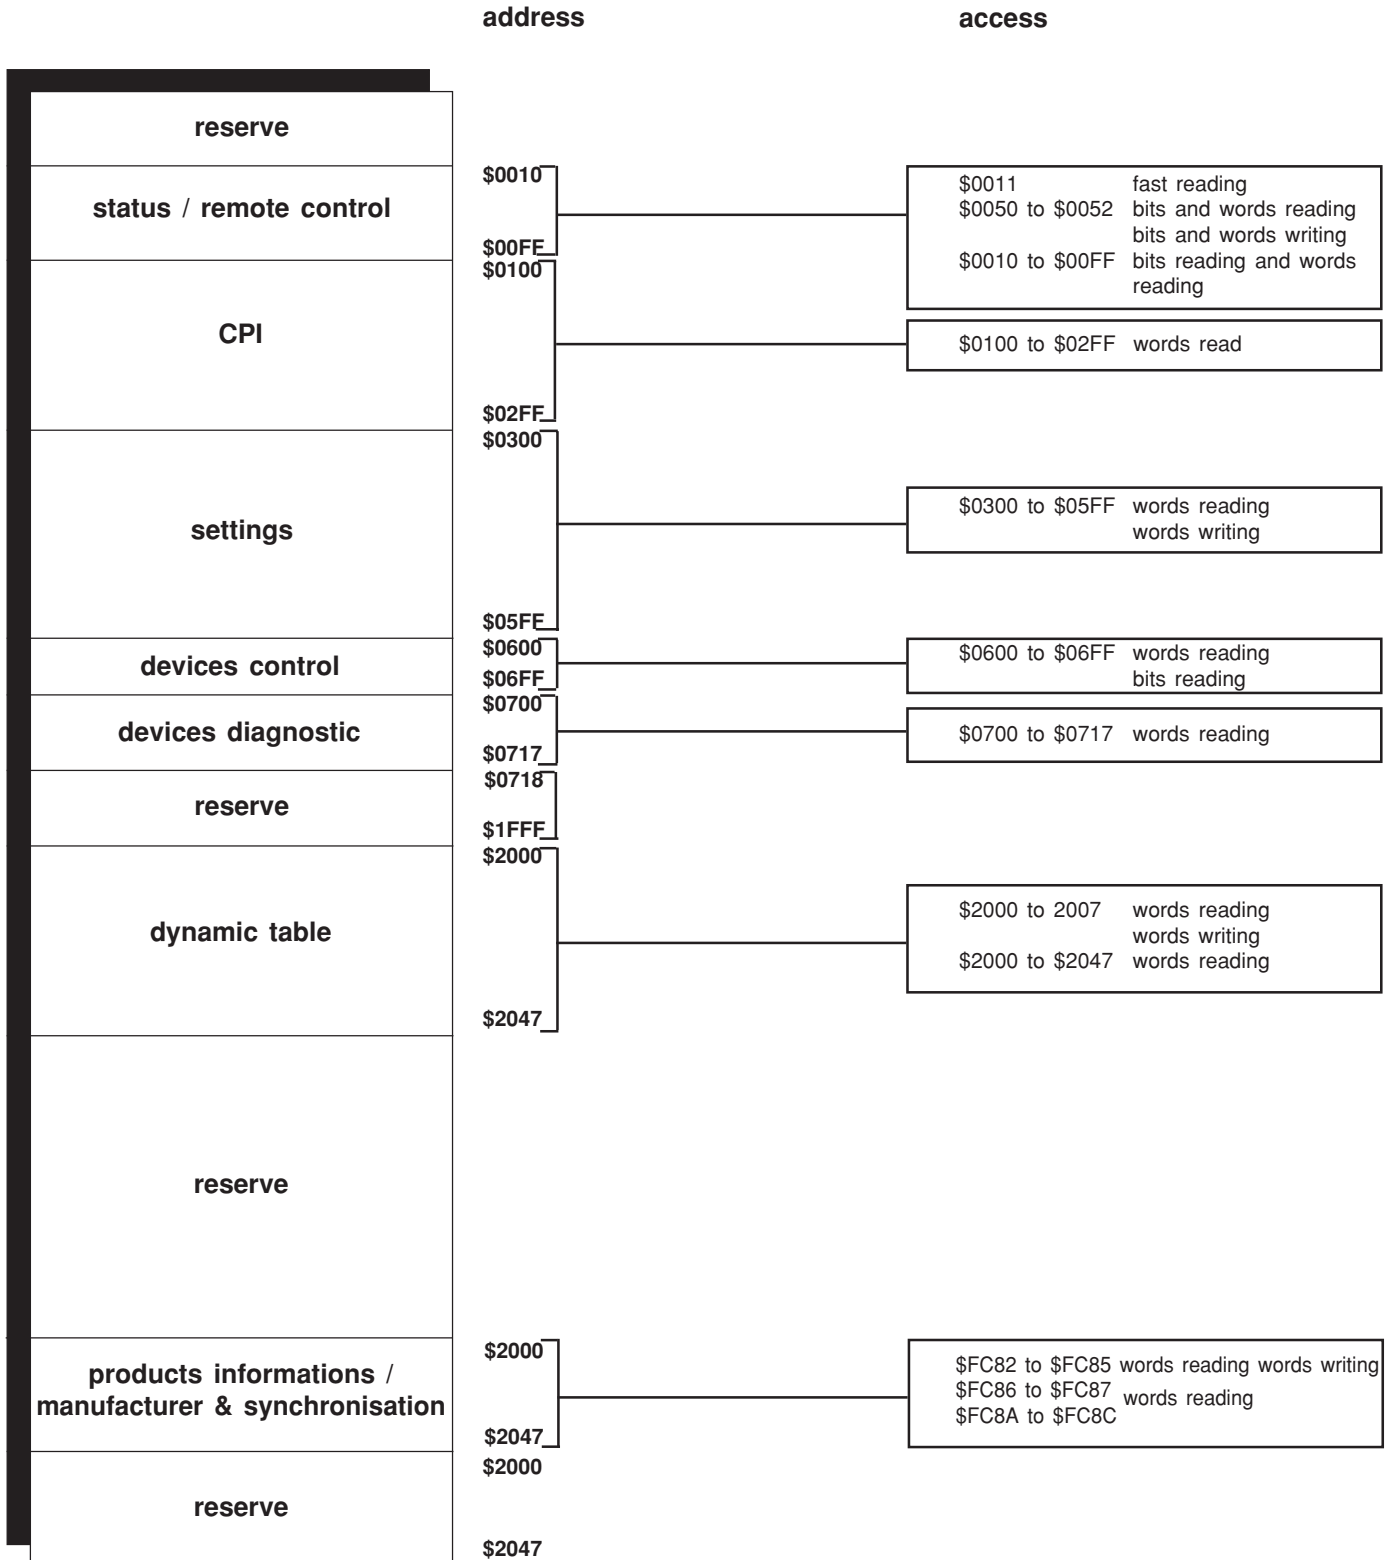 address access
reserve
$0010
status / remote control
$00FF
$0011 fast reading
$0050 to $0052 bits and words reading
bits and words writing
$0010 to $00FF bits reading and words
reading
$0100
CPI
$02FF
$0100 to $02FF words read
$0300
settings
$05FF
$0300 to $05FF words reading
words writing
$0600
devices control
$06FF
$0600 to $06FF words reading
bits reading
$0700
devices diagnostic
$0717
$0700 to $0717 words reading
$0718
reserve
$1FFF
$2000
dynamic table
$2047
$2000 to 2007 words reading
words writing
$2000 to $2047 words reading
reserve
$2000
products informations /
manufacturer & synchronisation
$2047
$FC82 to $FC85 words reading words writing
$FC86 to $FC87
words reading
$FC8A to $FC8C
$2000
reserve
$2047